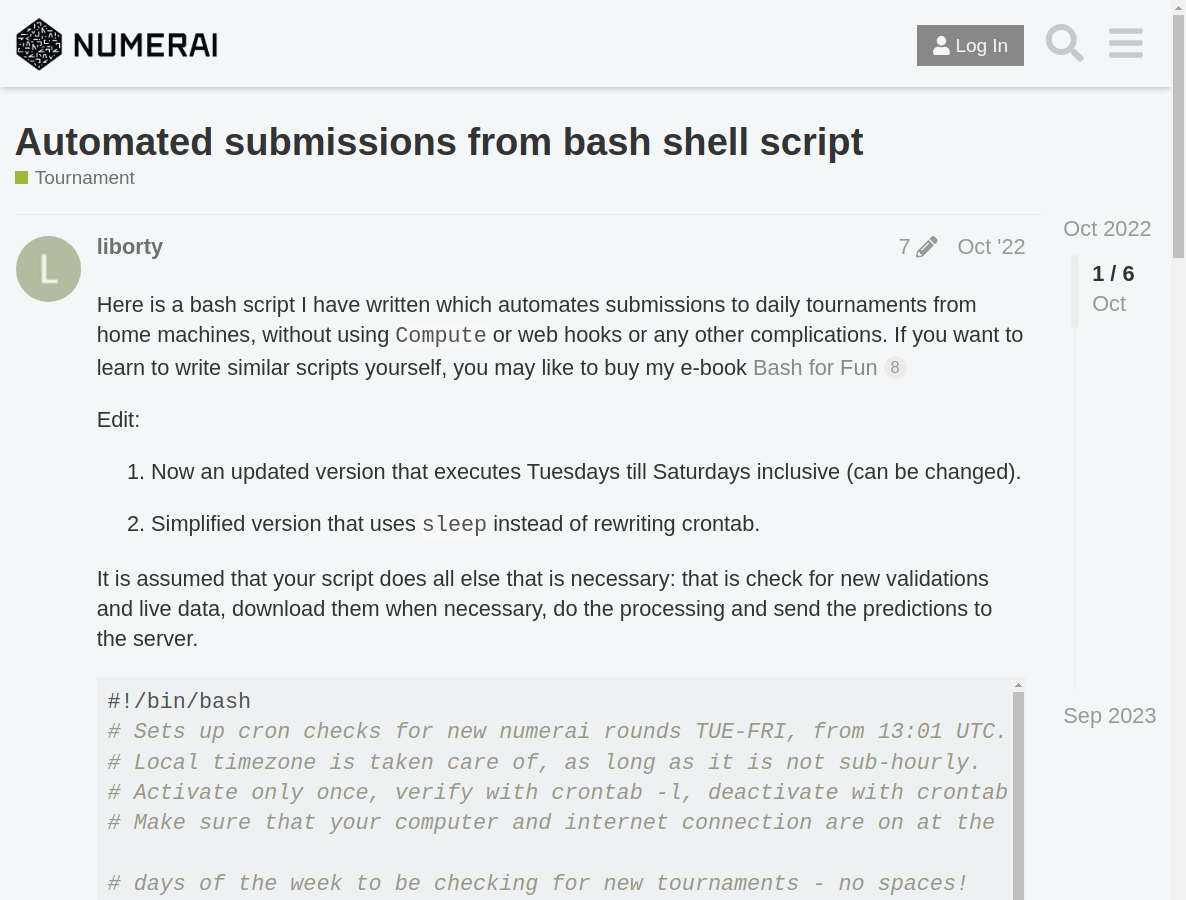 NUMERAI
Log In
Automated submissions from bash shell script
Tournament
L
liborty
7
Oct '22
Here is a bash script I have written which automates submissions to daily tournaments from
home machines, without using Compute or web hooks or any other complications. If you want to
learn to write similar scripts yourself, you may like to buy my e-book Bash for Fun 8
Edit:
1. Now an updated version that executes Tuesdays till Saturdays inclusive (can be changed).
2. Simplified version that uses sleep instead of rewriting crontab.
It is assumed that your script does all else that is necessary: that is check for new validations
and live data, download them when necessary, do the processing and send the predictions to
the server.
#!/bin/bash
# Sets up cron checks for new numerai rounds TUE-FRI, from 13:01 UTC.
# Local timezone is taken care of, as long as it is not sub-hourly.
# Activate only once, verify with crontab -l, deactivate with crontab
# Make sure that your computer and internet connection are on at the
# days of the week to be checking for new tournaments - no spaces!
Oct 2022
1 / 6
Oct
Sep 2023